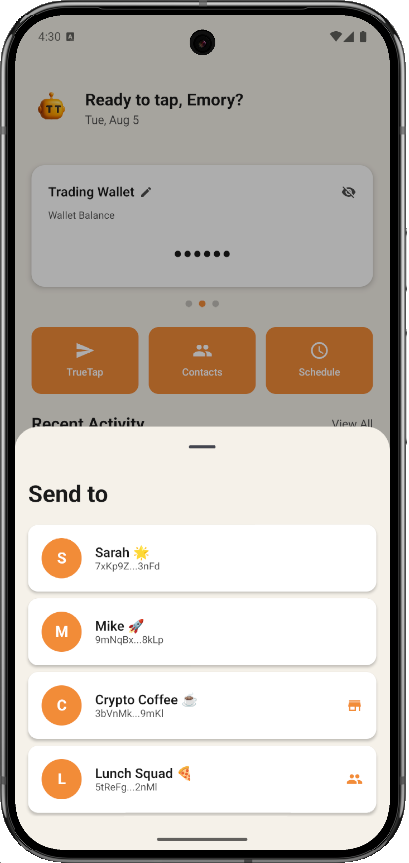 4:30 A
TT
Ready to tap, Emory?
Tue, Aug 5
Trading Wallet
Wallet Balance
••••••
TrueTap
Contacts
Schedule
Recent Activity
View All
Send to
S
Sarah 🌟
7xKp9Z...3nFd
M
Mike 🚀
9mNqBx...8kLp
C
Crypto Coffee ☕
3bVnMk...9mKl
L
Lunch Squad 🍕
5tReFg...2nMl